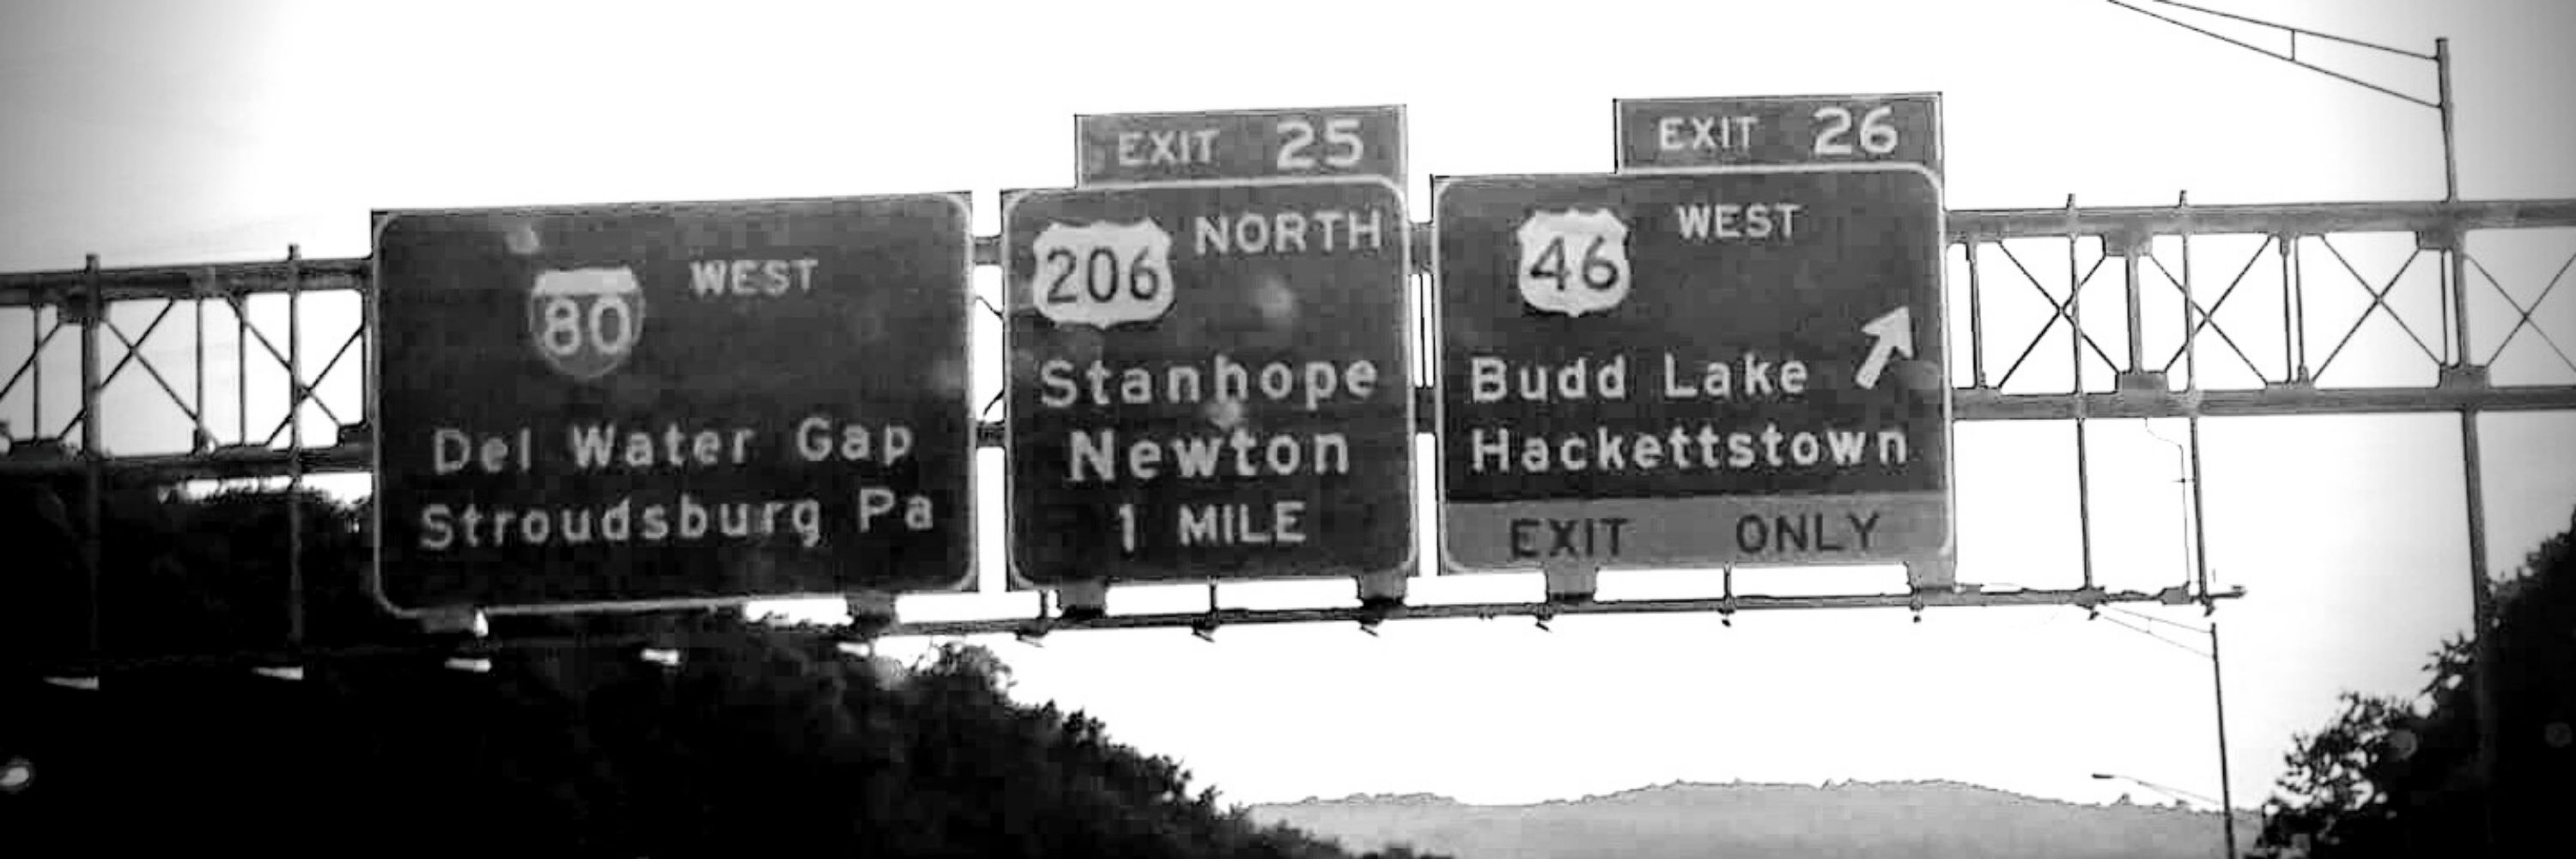 80 WEST
Del Water Gap
Stroudsburg Pa
EXIT 25
206 NORTH
Stanhope
Newton
1 MILE
EXIT 26
46 WEST
Budd Lake
Hackettstown
EXIT ONLY